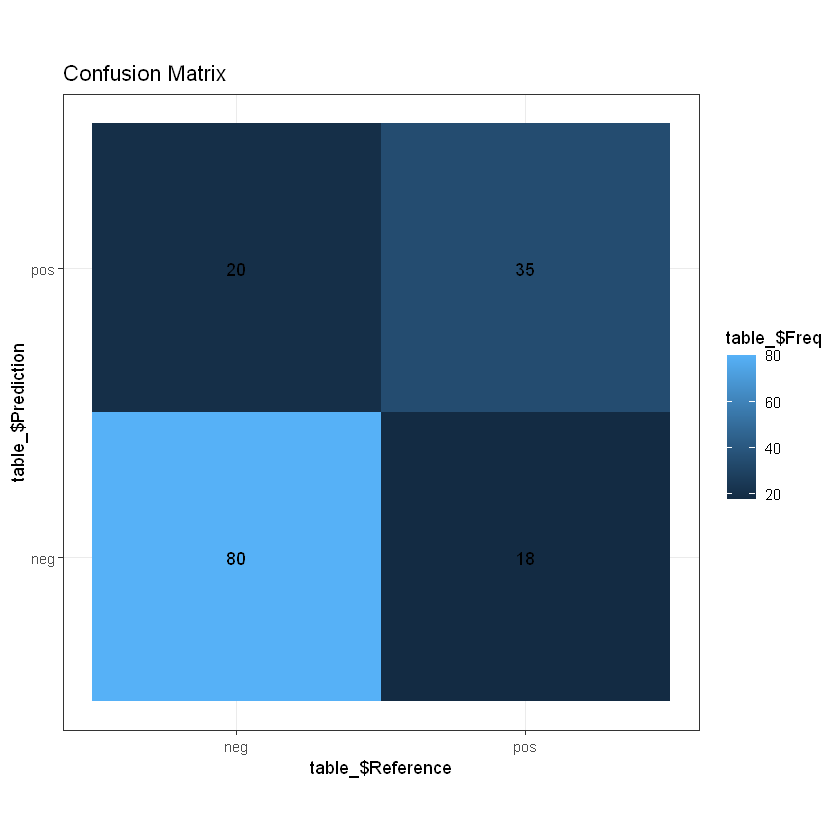 Confusion Matrix
table_$Prediction
pos
neg
20
35
80
18
neg
pos
table_$Reference
table_$Freq
80
60
40
20